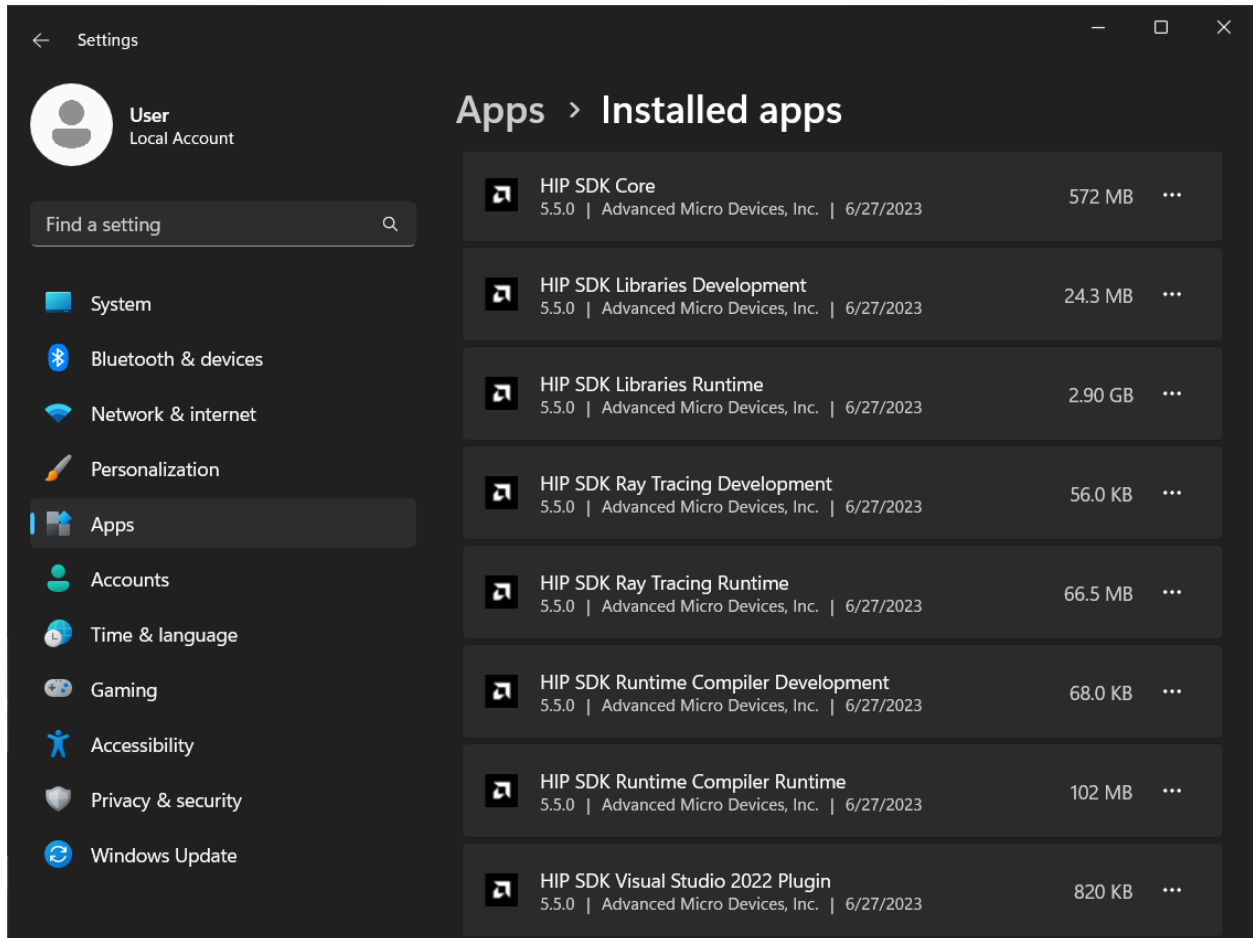 Settings
User
Local Account
Find a setting
System
Bluetooth & devices
Network & internet
Personalization
Apps
Accounts
Time & language
Gaming
Accessibility
Privacy & security
Windows Update
Apps › Installed apps
HIP SDK Core
5.5.0 | Advanced Micro Devices, Inc. | 6/27/2023
572 MB
HIP SDK Libraries Development
5.5.0 | Advanced Micro Devices, Inc. | 6/27/2023
24.3 MB
HIP SDK Libraries Runtime
5.5.0 | Advanced Micro Devices, Inc. | 6/27/2023
2.90 GB
HIP SDK Ray Tracing Development
5.5.0 | Advanced Micro Devices, Inc. | 6/27/2023
56.0 KB
HIP SDK Ray Tracing Runtime
5.5.0 | Advanced Micro Devices, Inc. | 6/27/2023
66.5 MB
HIP SDK Runtime Compiler Development
5.5.0 | Advanced Micro Devices, Inc. | 6/27/2023
68.0 KB
HIP SDK Runtime Compiler Runtime
5.5.0 | Advanced Micro Devices, Inc. | 6/27/2023
102 MB
HIP SDK Visual Studio 2022 Plugin
5.5.0 | Advanced Micro Devices, Inc. | 6/27/2023
820 KB